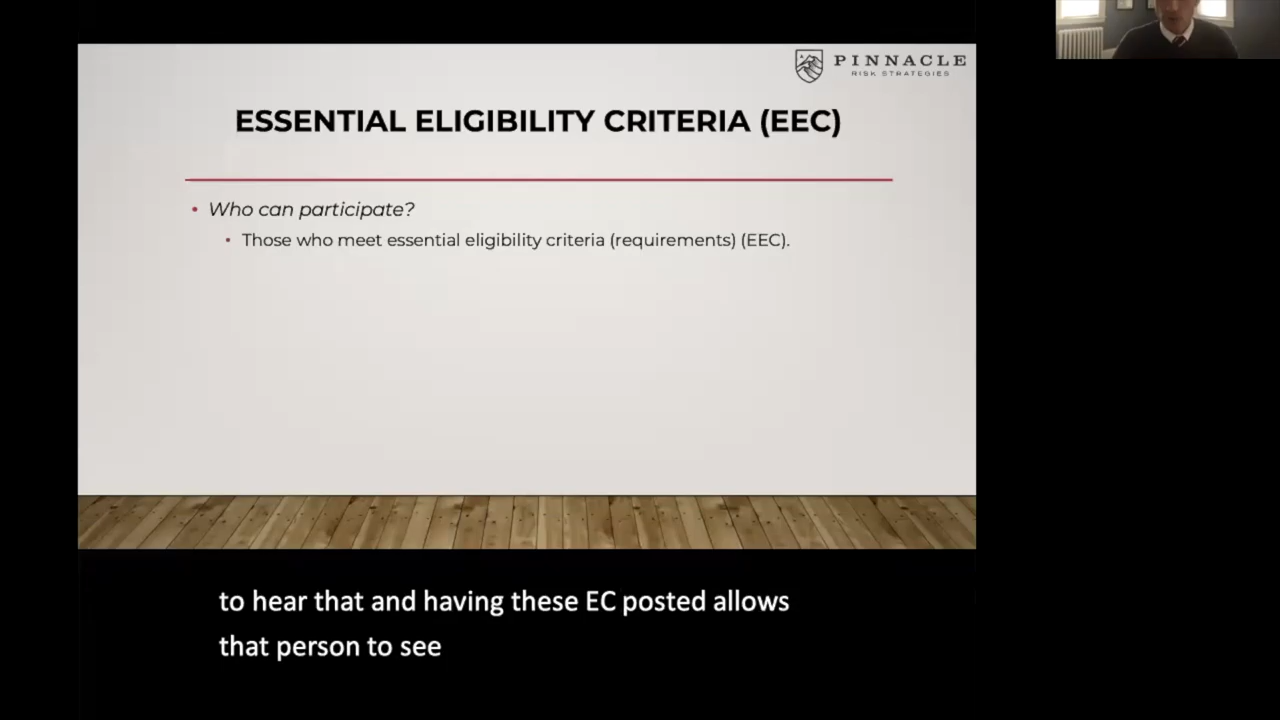 PINNACLE
RISK STRATEGIES
ESSENTIAL ELIGIBILITY CRITERIA (EEC)
• Who can participate?
• Those who meet essential eligibility criteria (requirements) (EEC).
to hear that and having these EC posted allows
that person to see